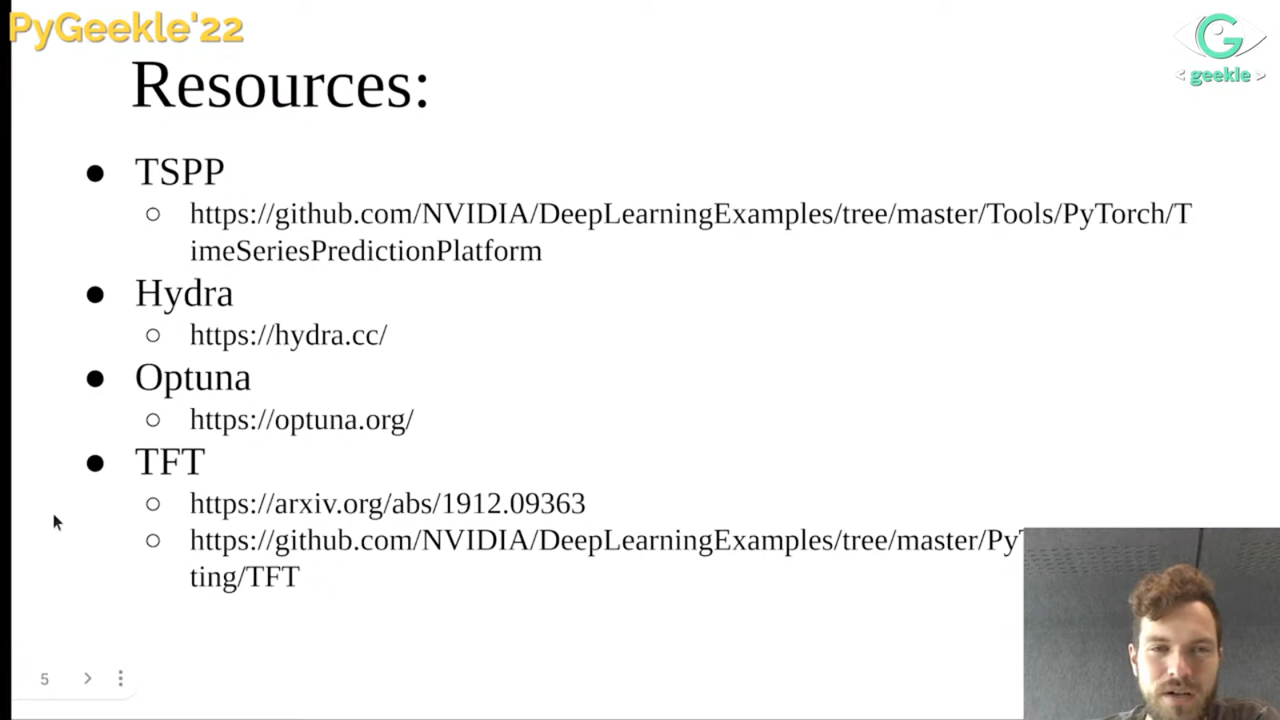 PyGeekle'22
G
< geekle >
Resources:
● TSPP
○ https://github.com/NVIDIA/DeepLearningExamples/tree/master/Tools/PyTorch/T
imeSeriesPredictionPlatform
● Hydra
○ https://hydra.cc/
● Optuna
○ https://optuna.org/
● TFT
○ https://arxiv.org/abs/1912.09363
○ https://github.com/NVIDIA/DeepLearningExamples/tree/master/Py
ting/TFT
5